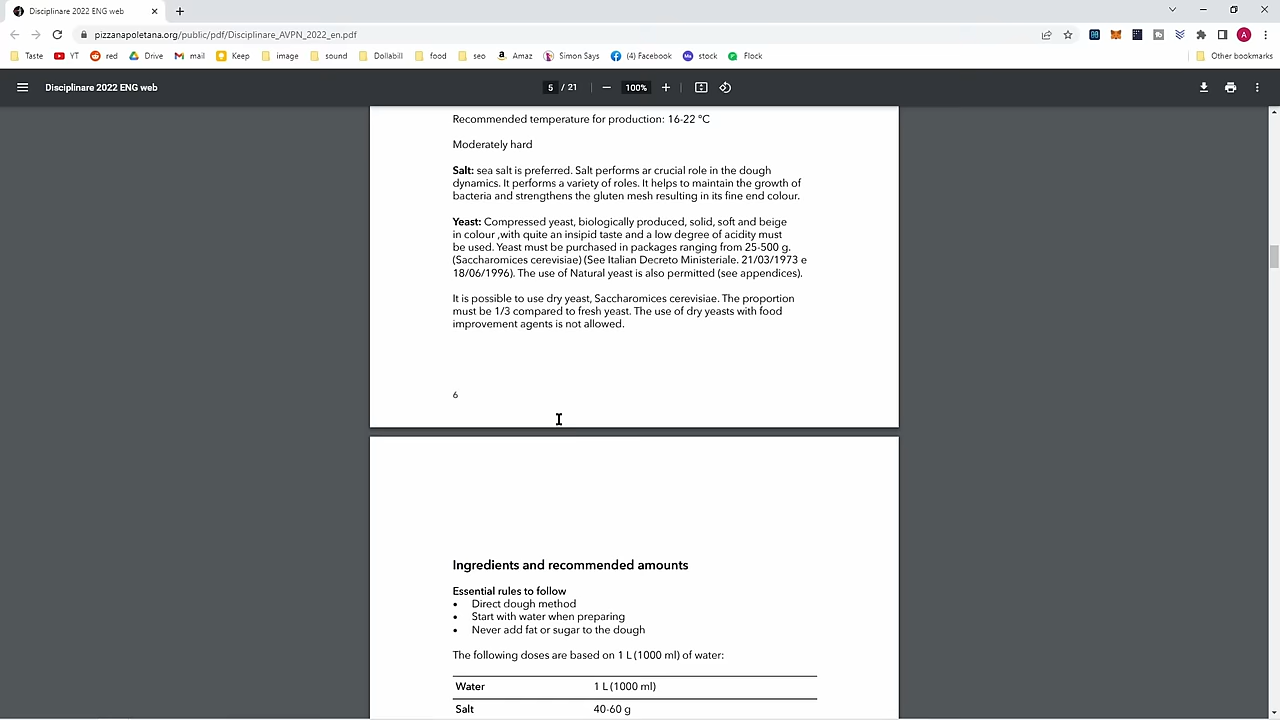 Disciplinare 2022 ENG web
pizzanapoletana.org/public/pdf/Disciplinare_AVPN_2022_en.pdf
Taste YT red Drive mail Keep image sound Dollabill food seo Amaz Simon Says (4) Facebook stock Flock Other bookmarks
Disciplinare 2022 ENG web 5 / 21 100%
Recommended temperature for production: 16-22 °C
Moderately hard
Salt: sea salt is preferred. Salt performs ar crucial role in the dough
dynamics. It performs a variety of roles. It helps to maintain the growth of
bacteria and strengthens the gluten mesh resulting in its fine end colour.
Yeast: Compressed yeast, biologically produced, solid, soft and beige
in colour ,with quite an insipid taste and a low degree of acidity must
be used. Yeast must be purchased in packages ranging from 25-500 g.
(Saccharomices cerevisiae) (See Italian Decreto Ministeriale. 21/03/1973 e
18/06/1996). The use of Natural yeast is also permitted (see appendices).
It is possible to use dry yeast, Saccharomices cerevisiae. The proportion
must be 1/3 compared to fresh yeast. The use of dry yeasts with food
improvement agents is not allowed.
6
Ingredients and recommended amounts
Essential rules to follow
• Direct dough method
• Start with water when preparing
• Never add fat or sugar to the dough
The following doses are based on 1 L (1000 ml) of water:
Water 1 L (1000 ml)
Salt 40-60 g